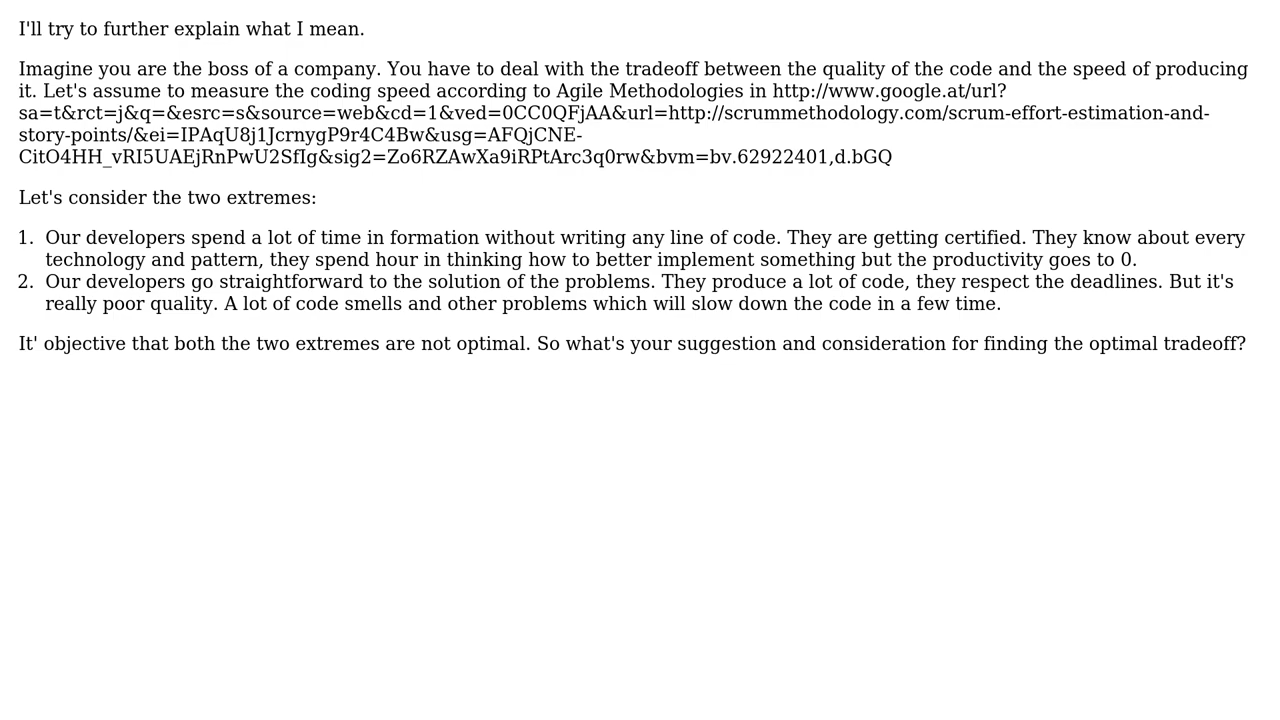 I'll try to further explain what I mean.
Imagine you are the boss of a company. You have to deal with the tradeoff between the quality of the code and the speed of producing
it. Let's assume to measure the coding speed according to Agile Methodologies in http://www.google.at/url?
sa=t&rct=j&q=&esrc=s&source=web&cd=1&ved=0CC0QFjAA&url=http://scrummethodology.com/scrum-effort-estimation-and-
story-points/&ei=IPAqU8j1JcrnygP9r4C4Bw&usg=AFQjCNE-
CitO4HH_vRI5UAEjRnPwU2SfIg&sig2=Zo6RZAwXa9iRPtArc3q0rw&bvm=bv.62922401,d.bGQ
Let's consider the two extremes:
1. Our developers spend a lot of time in formation without writing any line of code. They are getting certified. They know about every
technology and pattern, they spend hour in thinking how to better implement something but the productivity goes to 0.
2. Our developers go straightforward to the solution of the problems. They produce a lot of code, they respect the deadlines. But it's
really poor quality. A lot of code smells and other problems which will slow down the code in a few time.
It' objective that both the two extremes are not optimal. So what's your suggestion and consideration for finding the optimal tradeoff?